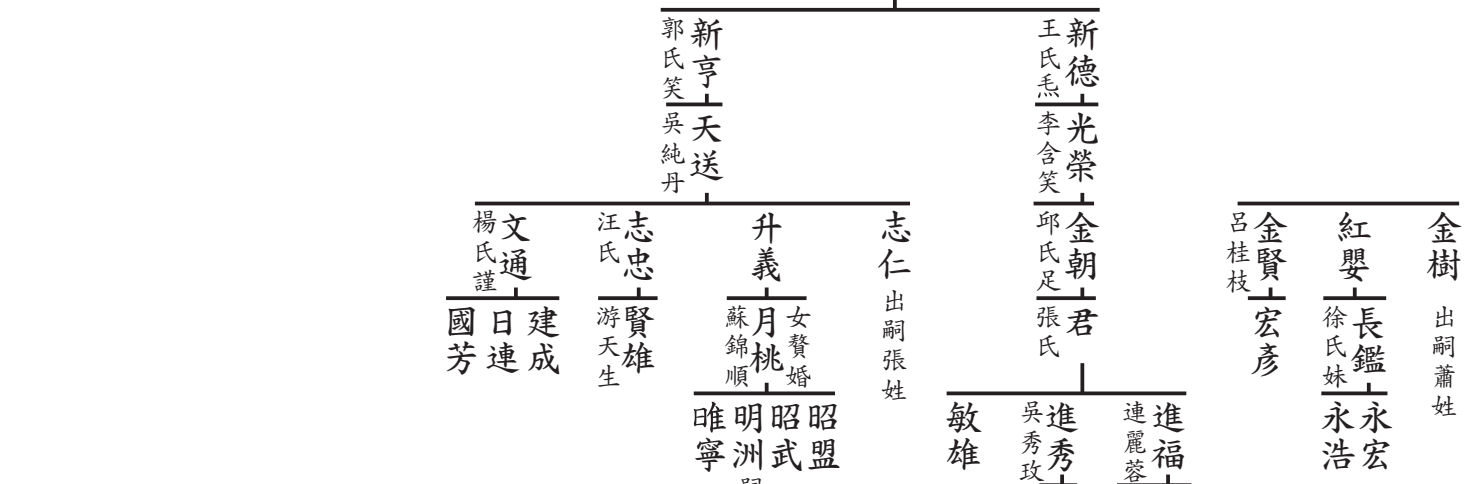 新德
王氏㶡
新亨
郭氏笑
光榮
李含笑
天送
吳純丹
金樹
出嗣蕭姓
紅嬰
金賢
呂桂枝
金朝
邱氏足
志仁
出嗣張姓
升義
志忠
汪氏
文通
楊氏謹
長鑑
徐氏妹
宏彥
君
張氏
女贅婚
月桃
蘇錦順
賢雄
游天生
建成
日連
國芳
永宏
永浩
進福
連麗蓉
進秀
吳秀玫
敏雄
昭盟
昭武
明洲
嗣
唯寧